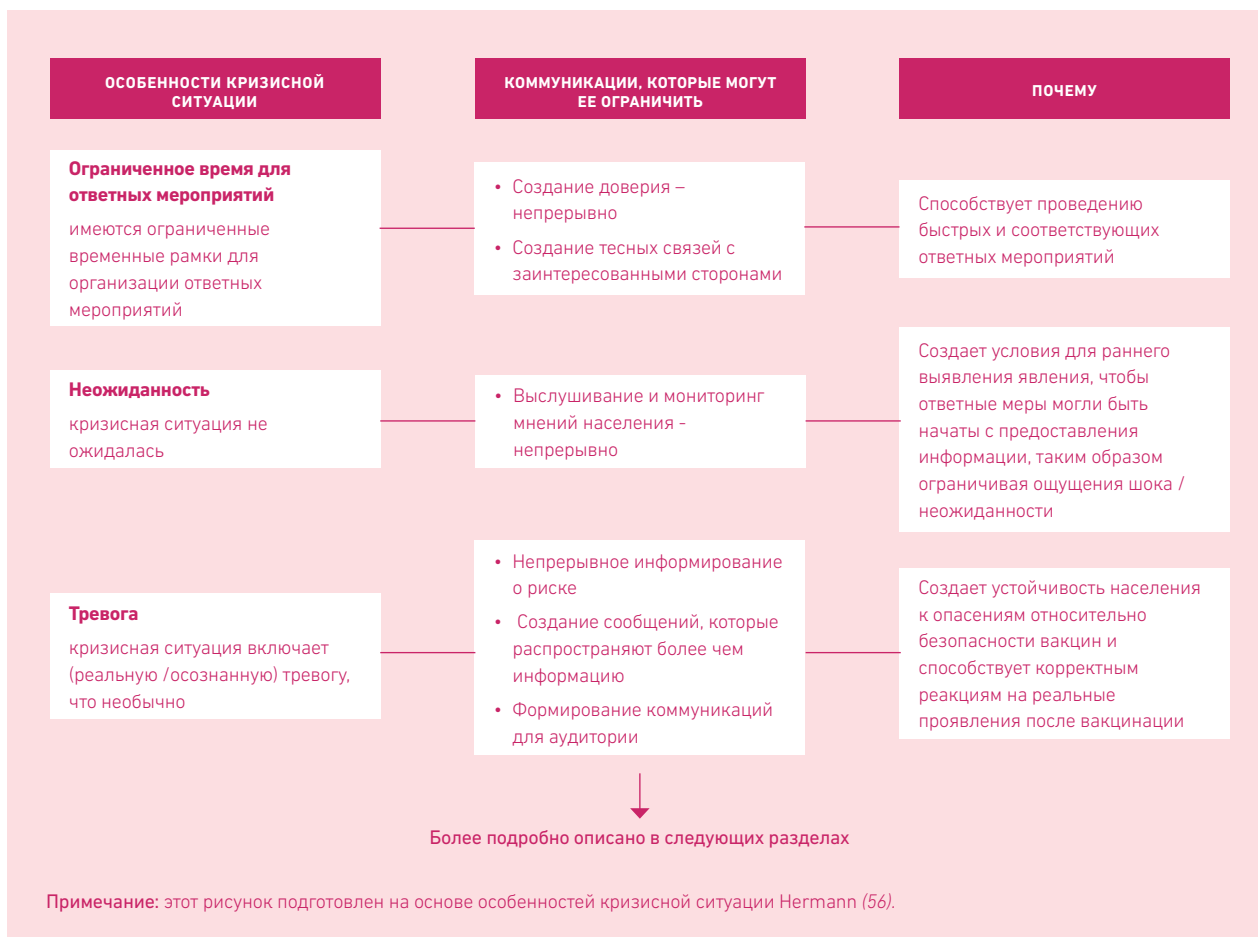 ОСОБЕННОСТИ КРИЗИСНОЙ
СИТУАЦИИ
КОММУНИКАЦИИ, КОТОРЫЕ МОГУТ
ЕЕ ОГРАНИЧИТЬ
ПОЧЕМУ
Ограниченное время для
ответных мероприятий
имеются ограниченные
временные рамки для
организации ответных
мероприятий
• Создание доверия –
непрерывно
• Создание тесных связей с
заинтересованными сторонами
Способствует проведению
быстрых и соответствующих
ответных мероприятий
Неожиданность
кризисная ситуация не
ожидалась
• Выслушивание и мониторинг
мнений населения -
непрерывно
Создает условия для раннего
выявления явления, чтобы
ответные меры могли быть
начаты с предоставления
информации, таким образом
ограничивая ощущения шока /
неожиданности
Тревога
кризисная ситуация включает
(реальную /осознанную) тревогу,
что необычно
• Непрерывное информирование
о риске
• Создание сообщений, которые
распространяют более чем
информацию
• Формирование коммуникаций
для аудитории
Создает устойчивость населения
к опасениям относительно
безопасности вакцин и
способствует корректным
реакциям на реальные
проявления после вакцинации
Более подробно описано в следующих разделах
Примечание: этот рисунок подготовлен на основе особенностей кризисной ситуации Hermann (56).